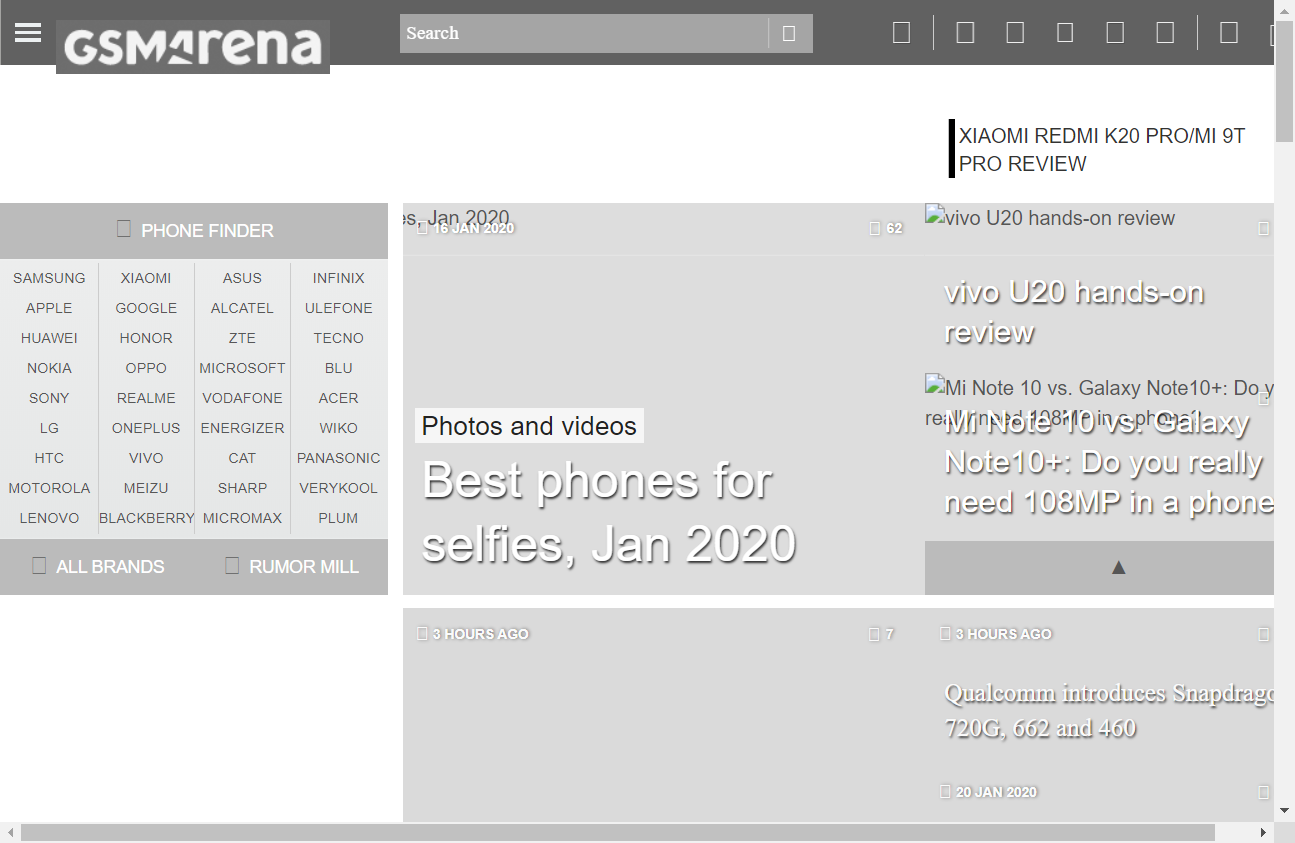 GSMArena
Search
XIAOMI REDMI K20 PRO/MI 9T
PRO REVIEW
PHONE FINDER
SAMSUNG XIAOMI ASUS INFINIX
APPLE GOOGLE ALCATEL ULEFONE
HUAWEI HONOR ZTE TECNO
NOKIA OPPO MICROSOFT BLU
SONY REALME VODAFONE ACER
LG ONEPLUS ENERGIZER WIKO
HTC VIVO CAT PANASONIC
MOTOROLA MEIZU SHARP VERYKOOL
LENOVO BLACKBERRY MICROMAX PLUM
ALL BRANDS RUMOR MILL
es, Jan 2020
16 JAN 2020 62
Photos and videos
Best phones for
selfies, Jan 2020
vivo U20 hands-on review
vivo U20 hands-on
review
Mi Note 10 vs. Galaxy Note10+: Do y
really need 108MP in a phone?
Mi Note 10 vs. Galaxy
Note10+: Do you really
need 108MP in a phone
▲
3 HOURS AGO 7
3 HOURS AGO
Qualcomm introduces Snapdrago
720G, 662 and 460
20 JAN 2020